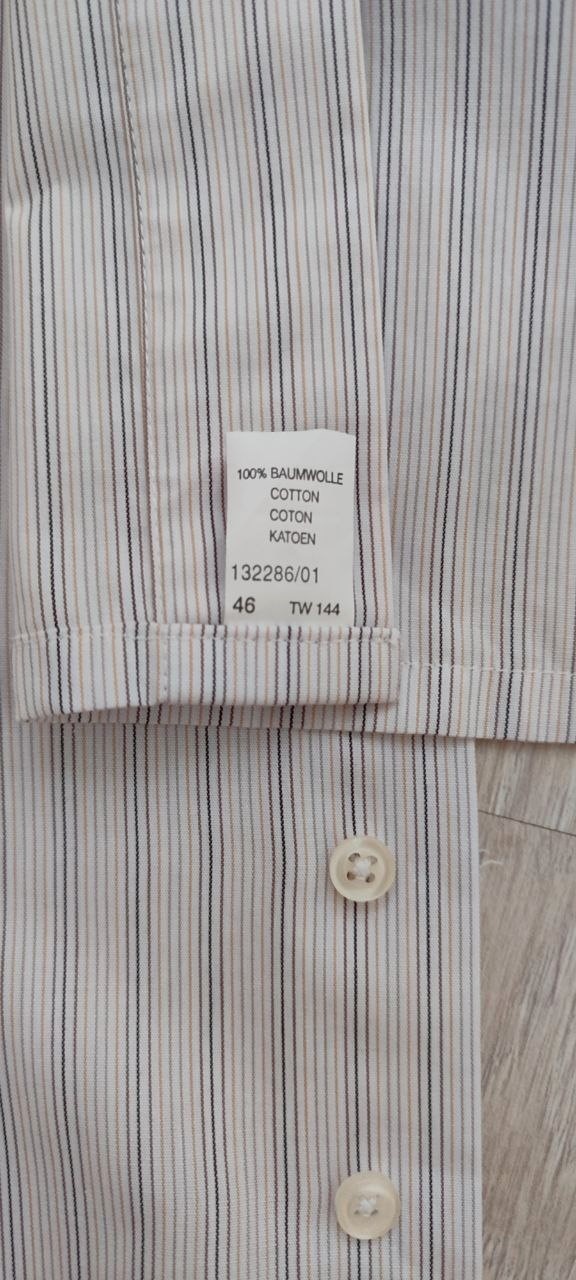 100% BAUMWOLLE
COTTON
COTON
KATOEN
132286/01
46 TW 144